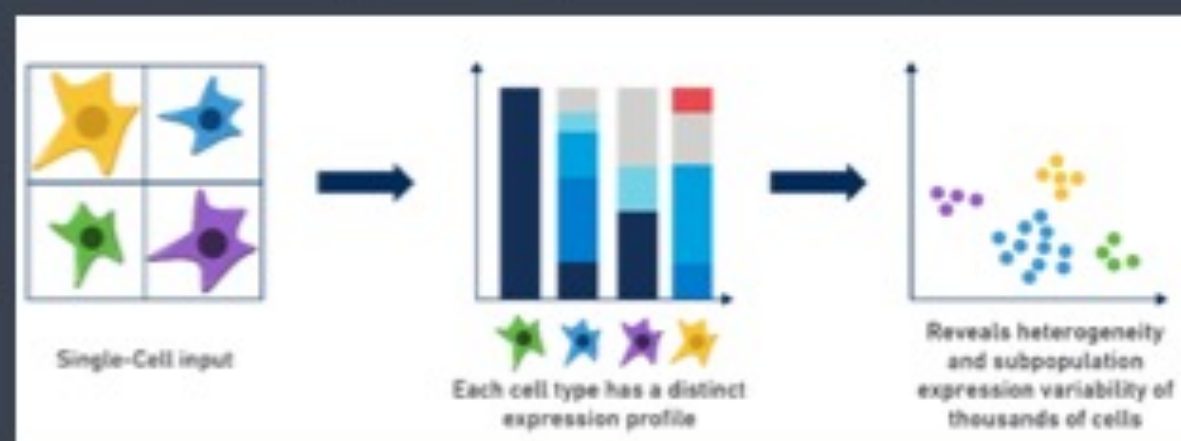 Single-Cell input
Each cell type has a distinct
expression profile
Reveals heterogeneity
and subpopulation
expression variability of
thousands of cells